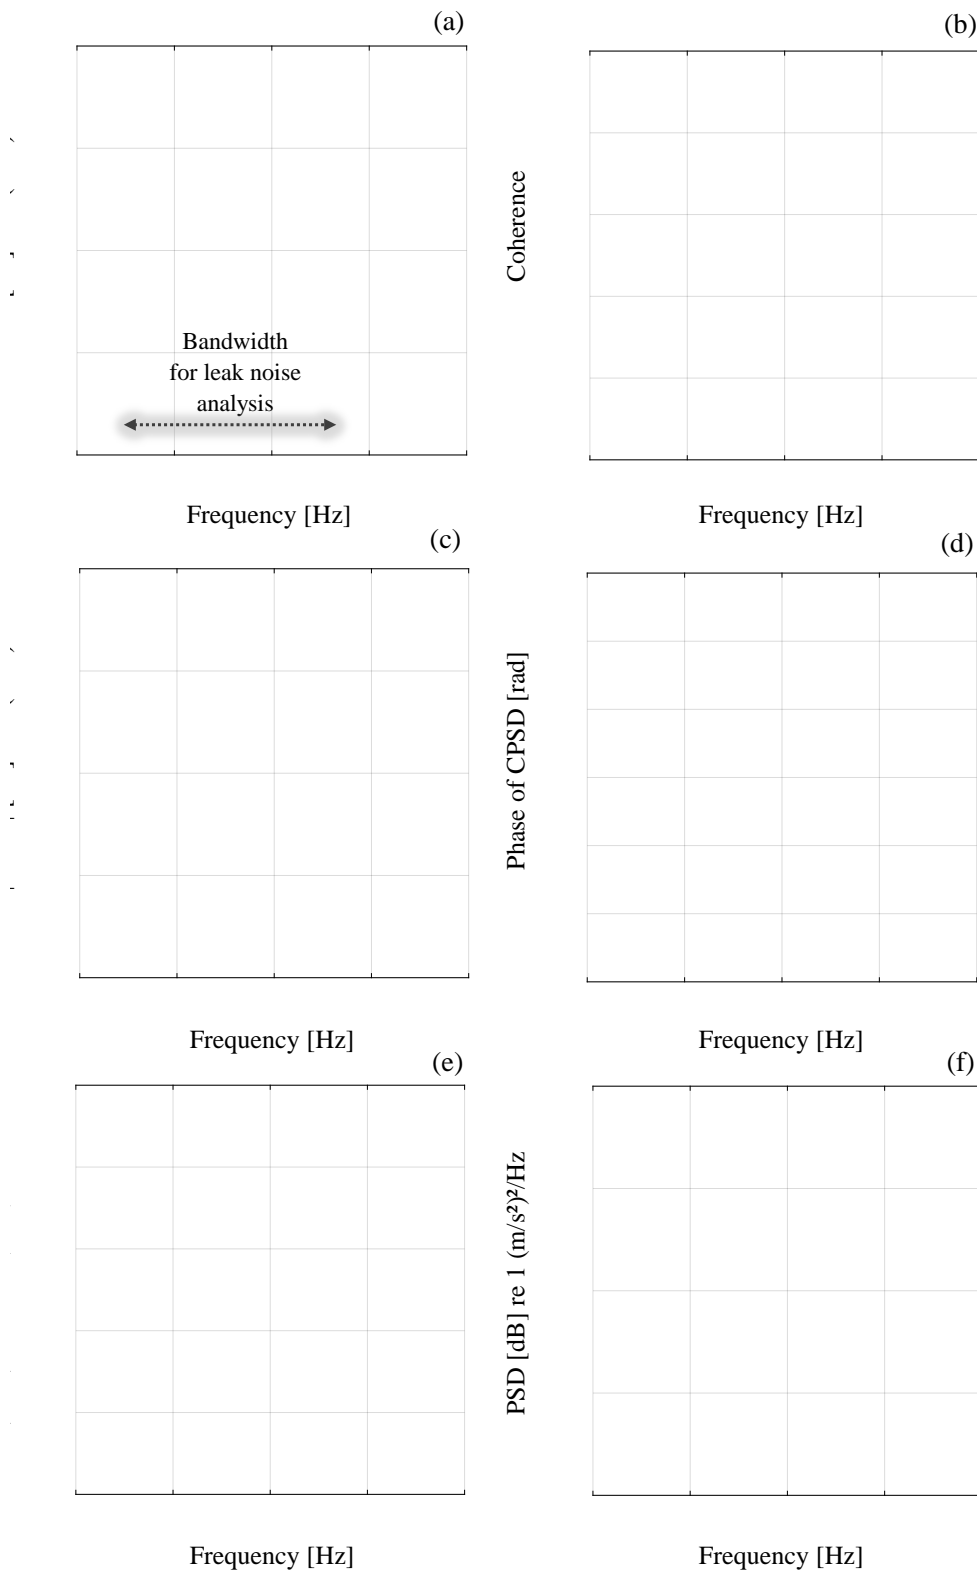 (a)
(b)
Coherence
Bandwidth
for leak noise
analysis
Frequency [Hz]
Frequency [Hz]
(c)
(d)
Phase of CPSD [rad]
Frequency [Hz]
Frequency [Hz]
(e)
(f)
PSD [dB] re 1 (m/s²)²/Hz
Frequency [Hz]
Frequency [Hz]